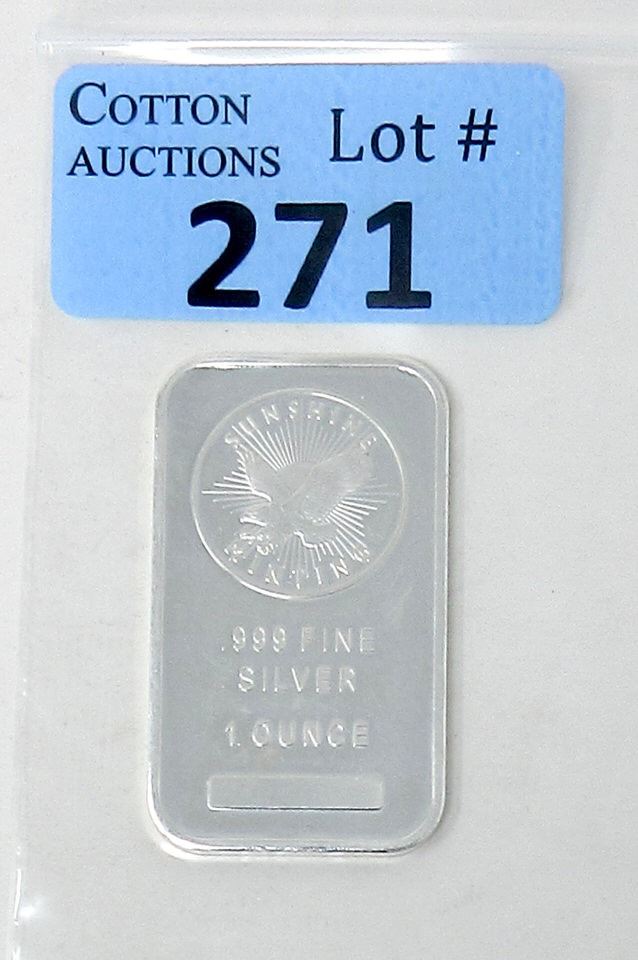 COTTON
AUCTIONS
Lot #
271
SUNSHINE
MINTING
.999 FINE
SILVER
1 OUNCE